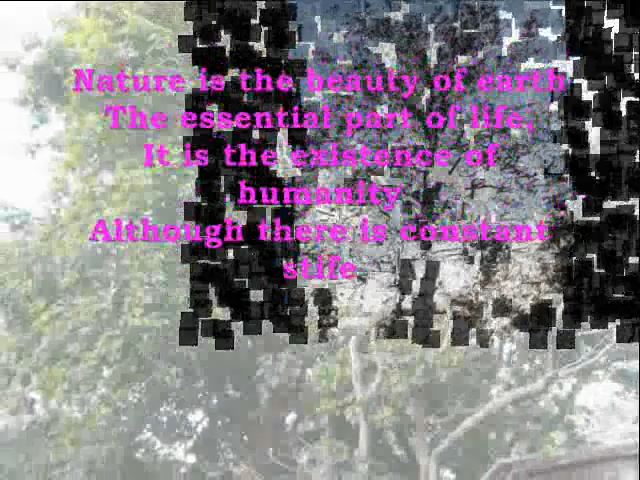 Nature is the beauty of earth
The essential part of life,
It is the existence of
humanity
Although there is constant
stife